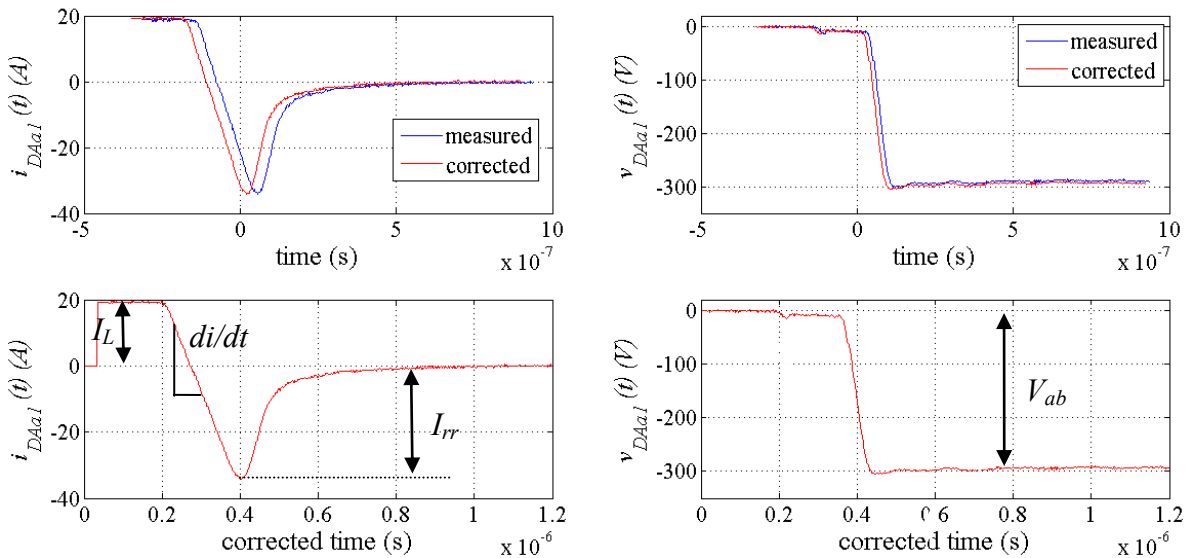 20
0
-20
-40
i_DAa1 (t) (A)
measured
corrected
-5
0
5
10
time (s)
x 10^-7
0
-100
-200
-300
v_DAa1 (t) (V)
measured
corrected
-5
0
5
10
time (s)
x 10^-7
20
0
-20
-40
i_DAa1 (t) (A)
I_L
di/dt
I_rr
0
0.2
0.4
0.6
0.8
1
1.2
corrected time (s)
x 10^-6
0
-100
-200
-300
v_DAa1 (t) (V)
V_ab
0
0.2
0.4
0.8
1
1.2
corrected time (s)
x 10^-6